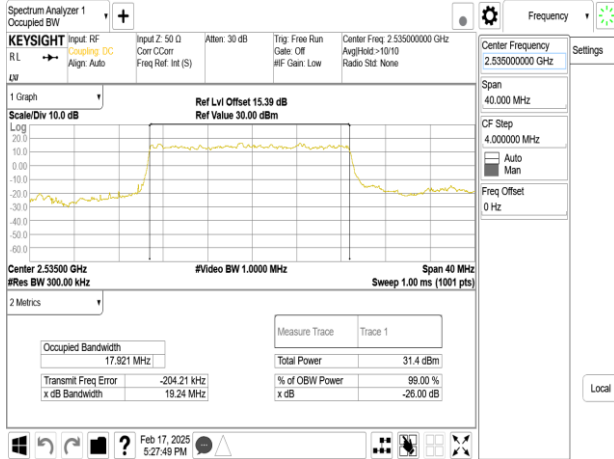 Spectrum Analyzer 1
Occupied BW
+
Frequency
KEYSIGHT
Input: RF
Coupling: DC
Align: Auto
Input Z: 50 Ω
Corr CCorr
Freq Ref: Int (S)
Atten: 30 dB
Trig: Free Run
Gate: Off
#IF Gain: Low
Center Freq: 2.535000000 GHz
Avg|Hold:>10/10
Radio Std: None
RL
LXI
Center Frequency
2.535000000 GHz
Settings
Span
40.000 MHz
CF Step
4.000000 MHz
Auto
Man
Freq Offset
0 Hz
Local
1 Graph
Scale/Div 10.0 dB
Ref Lvl Offset 15.39 dB
Ref Value 30.00 dBm
Log
20.0
10.0
0.00
-10.0
-20.0
-30.0
-40.0
-50.0
-60.0
Center 2.53500 GHz
#Res BW 300.00 kHz
#Video BW 1.0000 MHz
Span 40 MHz
Sweep 1.00 ms (1001 pts)
2 Metrics
Measure Trace
Trace 1
Occupied Bandwidth
17.921 MHz
Total Power
31.4 dBm
Transmit Freq Error
-204.21 kHz
% of OBW Power
99.00 %
x dB Bandwidth
19.24 MHz
x dB
-26.00 dB
?
Feb 17, 2025
5:27:49 PM